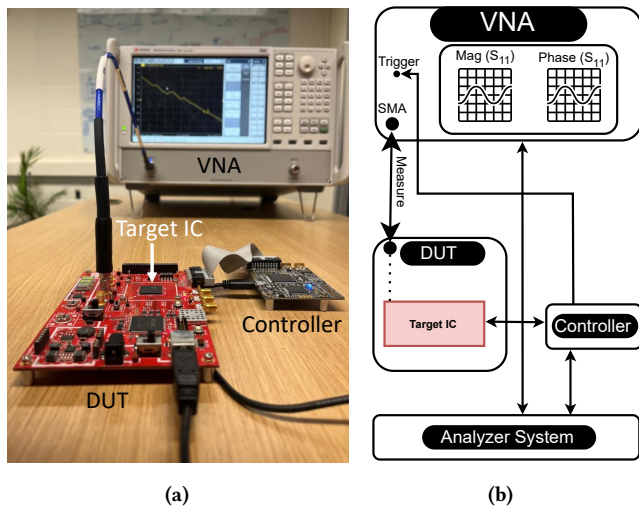 VNA
Target IC
Controller
DUT
(a)
VNA
Mag (S11)
Phase (S11)
Trigger
SMA
Measure
DUT
Target IC
Controller
Analyzer System
(b)